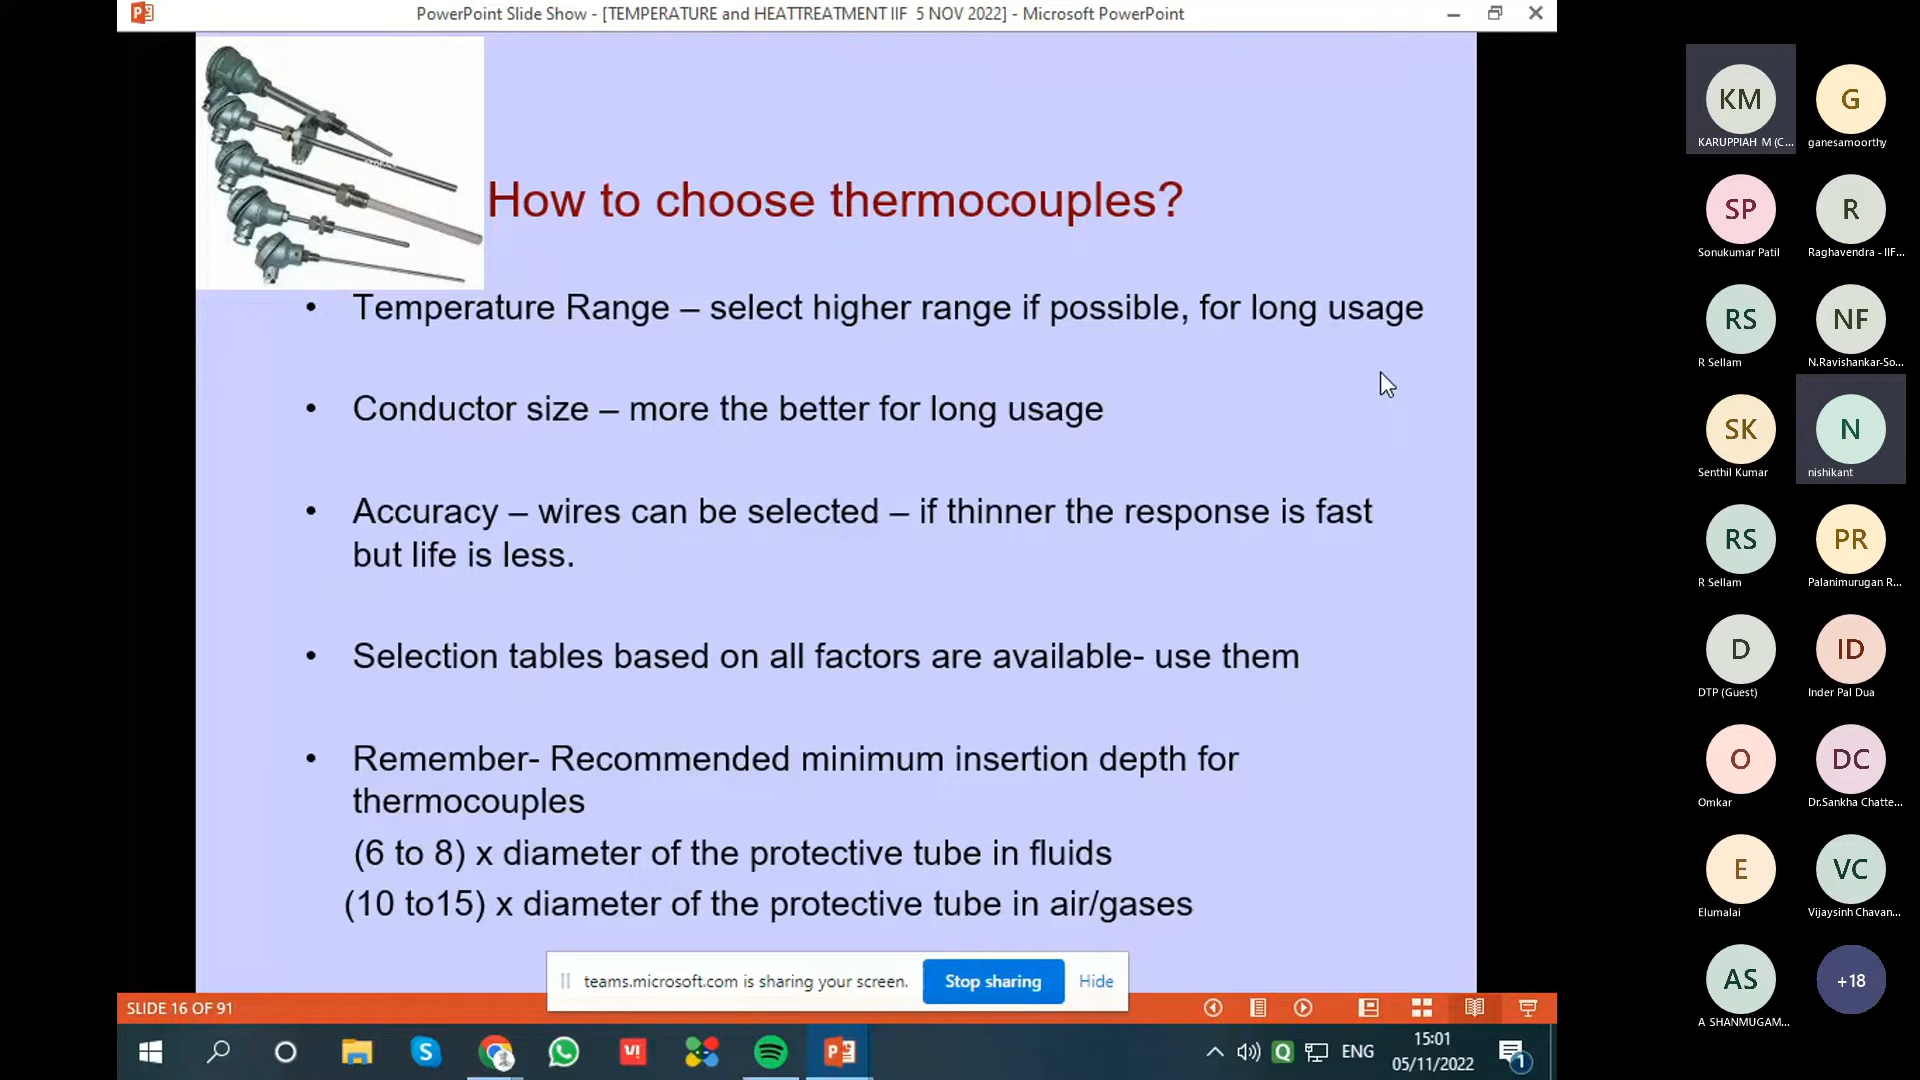 PowerPoint Slide Show - [TEMPERATURE and HEATTREATMENT IIF 5 NOV 2022] - Microsoft PowerPoint
How to choose thermocouples?
• Temperature Range – select higher range if possible, for long usage
• Conductor size – more the better for long usage
• Accuracy – wires can be selected – if thinner the response is fast
but life is less.
• Selection tables based on all factors are available- use them
• Remember- Recommended minimum insertion depth for
thermocouples
(6 to 8) x diameter of the protective tube in fluids
(10 to15) x diameter of the protective tube in air/gases
teams.microsoft.com is sharing your screen.
Stop sharing
Hide
SLIDE 16 OF 91
ENG
15:01
05/11/2022
1
KM
KARUPPIAH M (C...
G
ganesamoorthy
SP
Sonukumar Patil
R
Raghavendra - IIF...
RS
R Sellam
NF
N.Ravishankar-So...
SK
Senthil Kumar
N
nishikant
RS
R Sellam
PR
Palanimurugan R...
D
DTP (Guest)
ID
Inder Pal Dua
O
Omkar
DC
Dr.Sankha Chatte...
E
Elumalai
VC
Vijaysinh Chavan...
AS
A SHANMUGAM...
+18